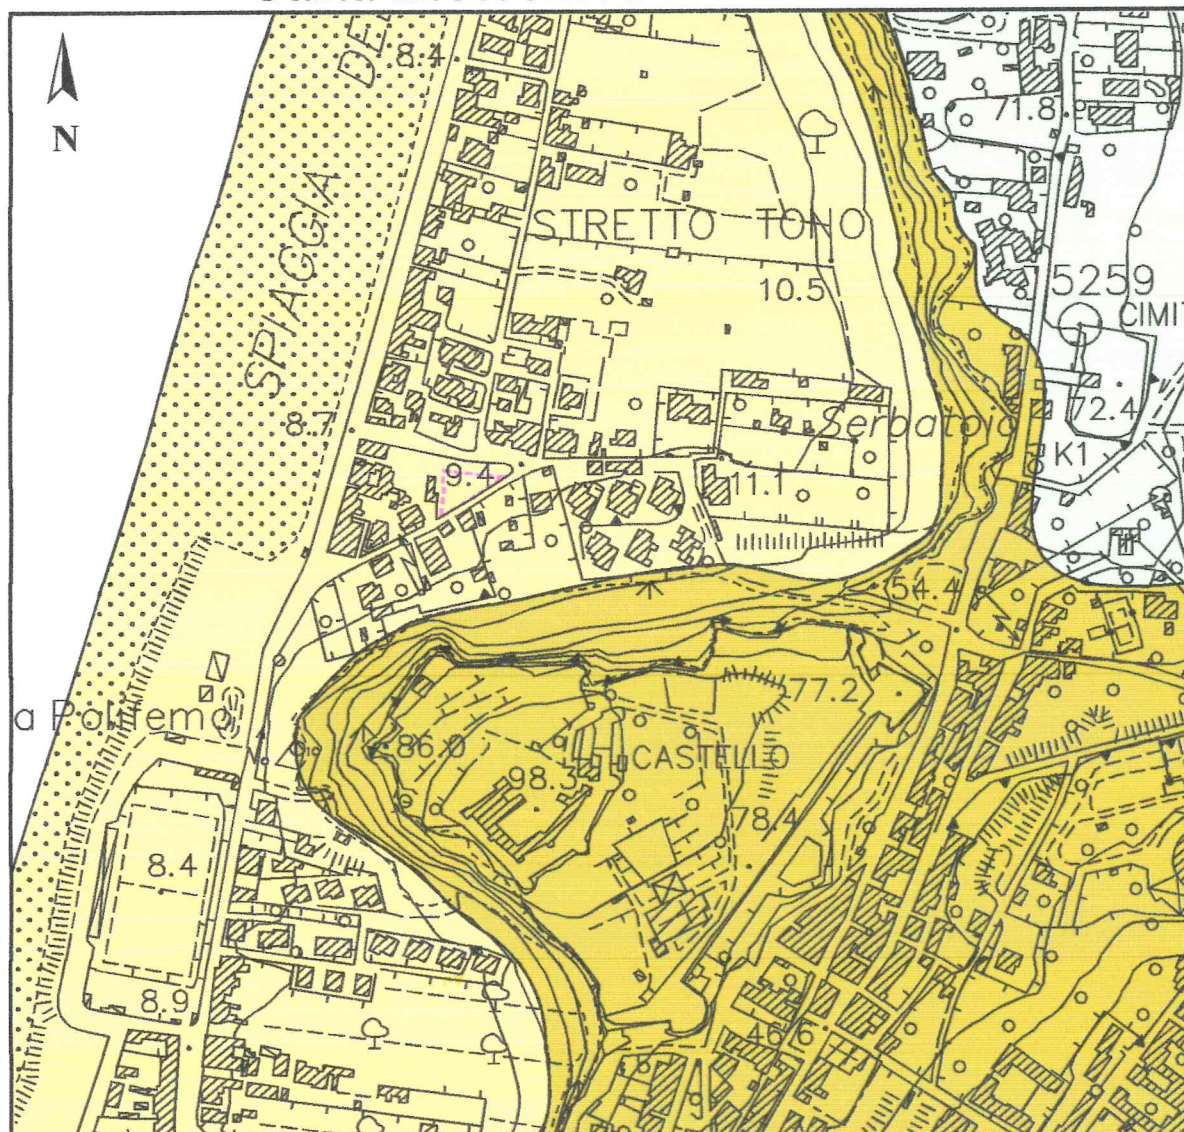 N
SPIAGGIA DE
8.4
71.8
STRETTO TONO
10.5
5259
CIMIT
8.7
Serbatoio
72.4
K1
9.4
11.1
54.4
77.2
a Polifemo
86.0
CASTELLO
98.3
78.4
8.4
8.9
46.6